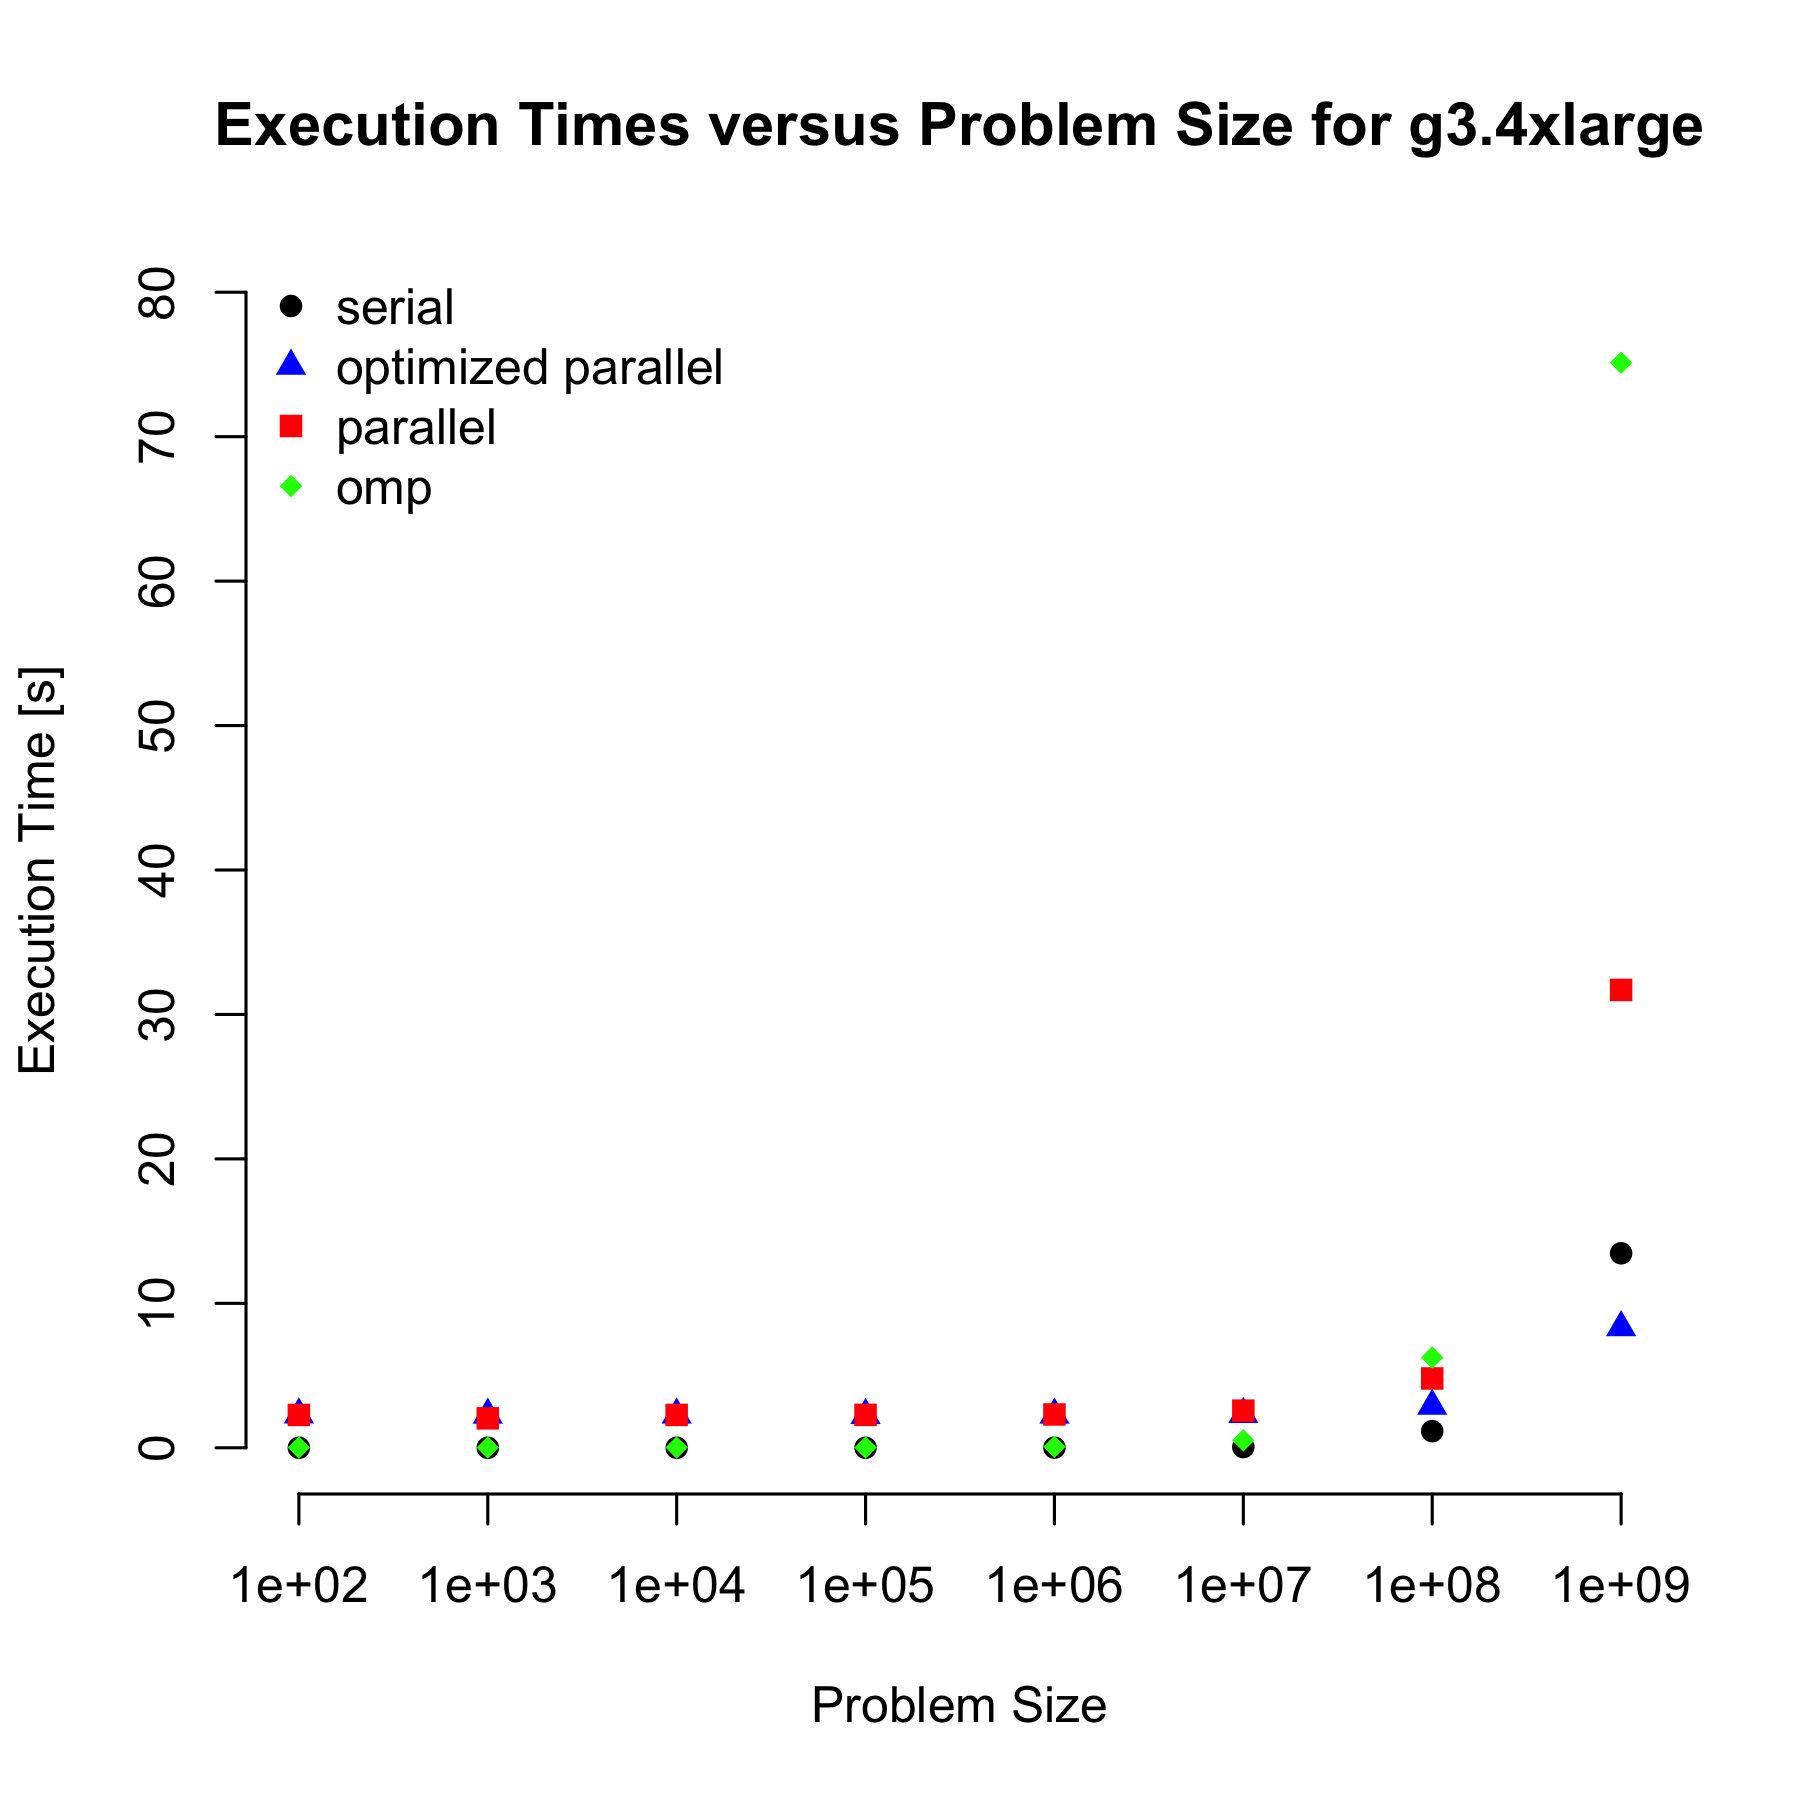 Execution Times versus Problem Size for g3.4xlarge
serial
optimized parallel
parallel
omp
80
70
60
50
40
30
20
10
0
Execution Time [s]
1e+02 1e+03 1e+04 1e+05 1e+06 1e+07 1e+08 1e+09
Problem Size